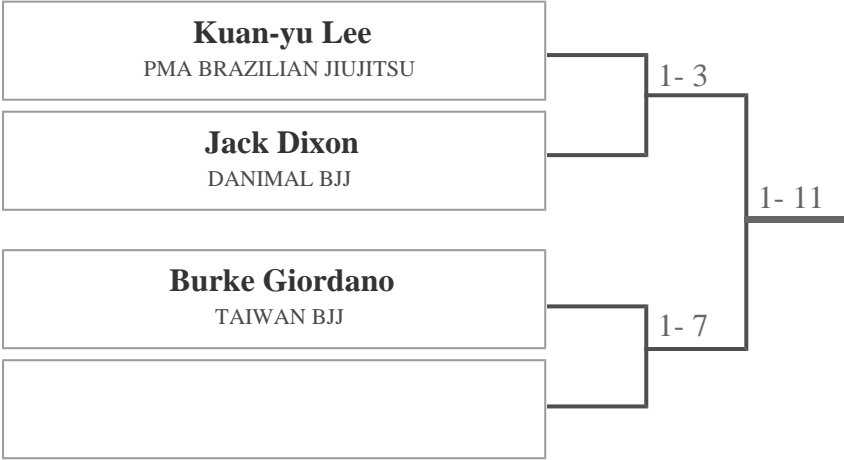 Kuan-yu Lee
PMA BRAZILIAN JIUJITSU
1- 3
Jack Dixon
DANIMAL BJJ
1- 11
Burke Giordano
TAIWAN BJJ
1- 7